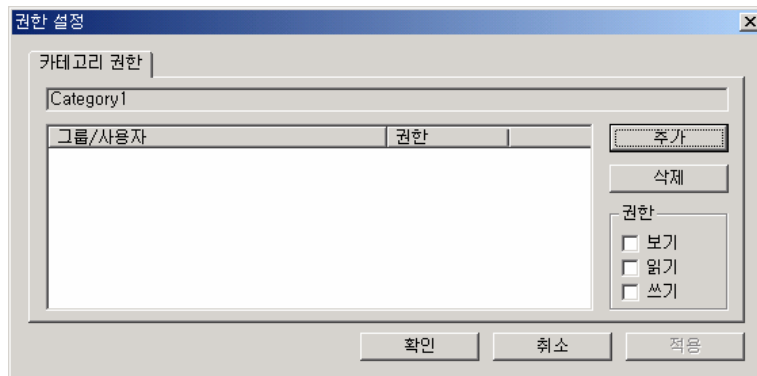 권한 설정
카테고리 권한
Category1
그룹/사용자 권한
추가
삭제
권한
보기
읽기
쓰기
확인 취소 적용